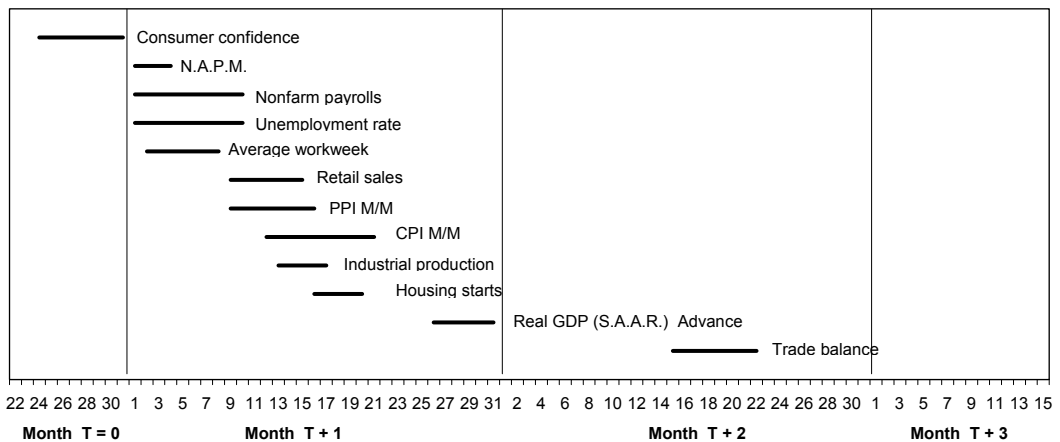 Consumer confidence
N.A.P.M.
Nonfarm payrolls
Unemployment rate
Average workweek
Retail sales
PPI M/M
CPI M/M
Industrial production
Housing starts
Real GDP (S.A.A.R.) Advance
Trade balance
22 24 26 28 30 1 3 5 7 9 11 13 15 17 19 21 23 25 27 29 31 2 4 6 8 10 12 14 16 18 20 22 24 26 28 30 1 3 5 7 9 11 13 15
Month T = 0 Month T + 1 Month T + 2 Month T + 3